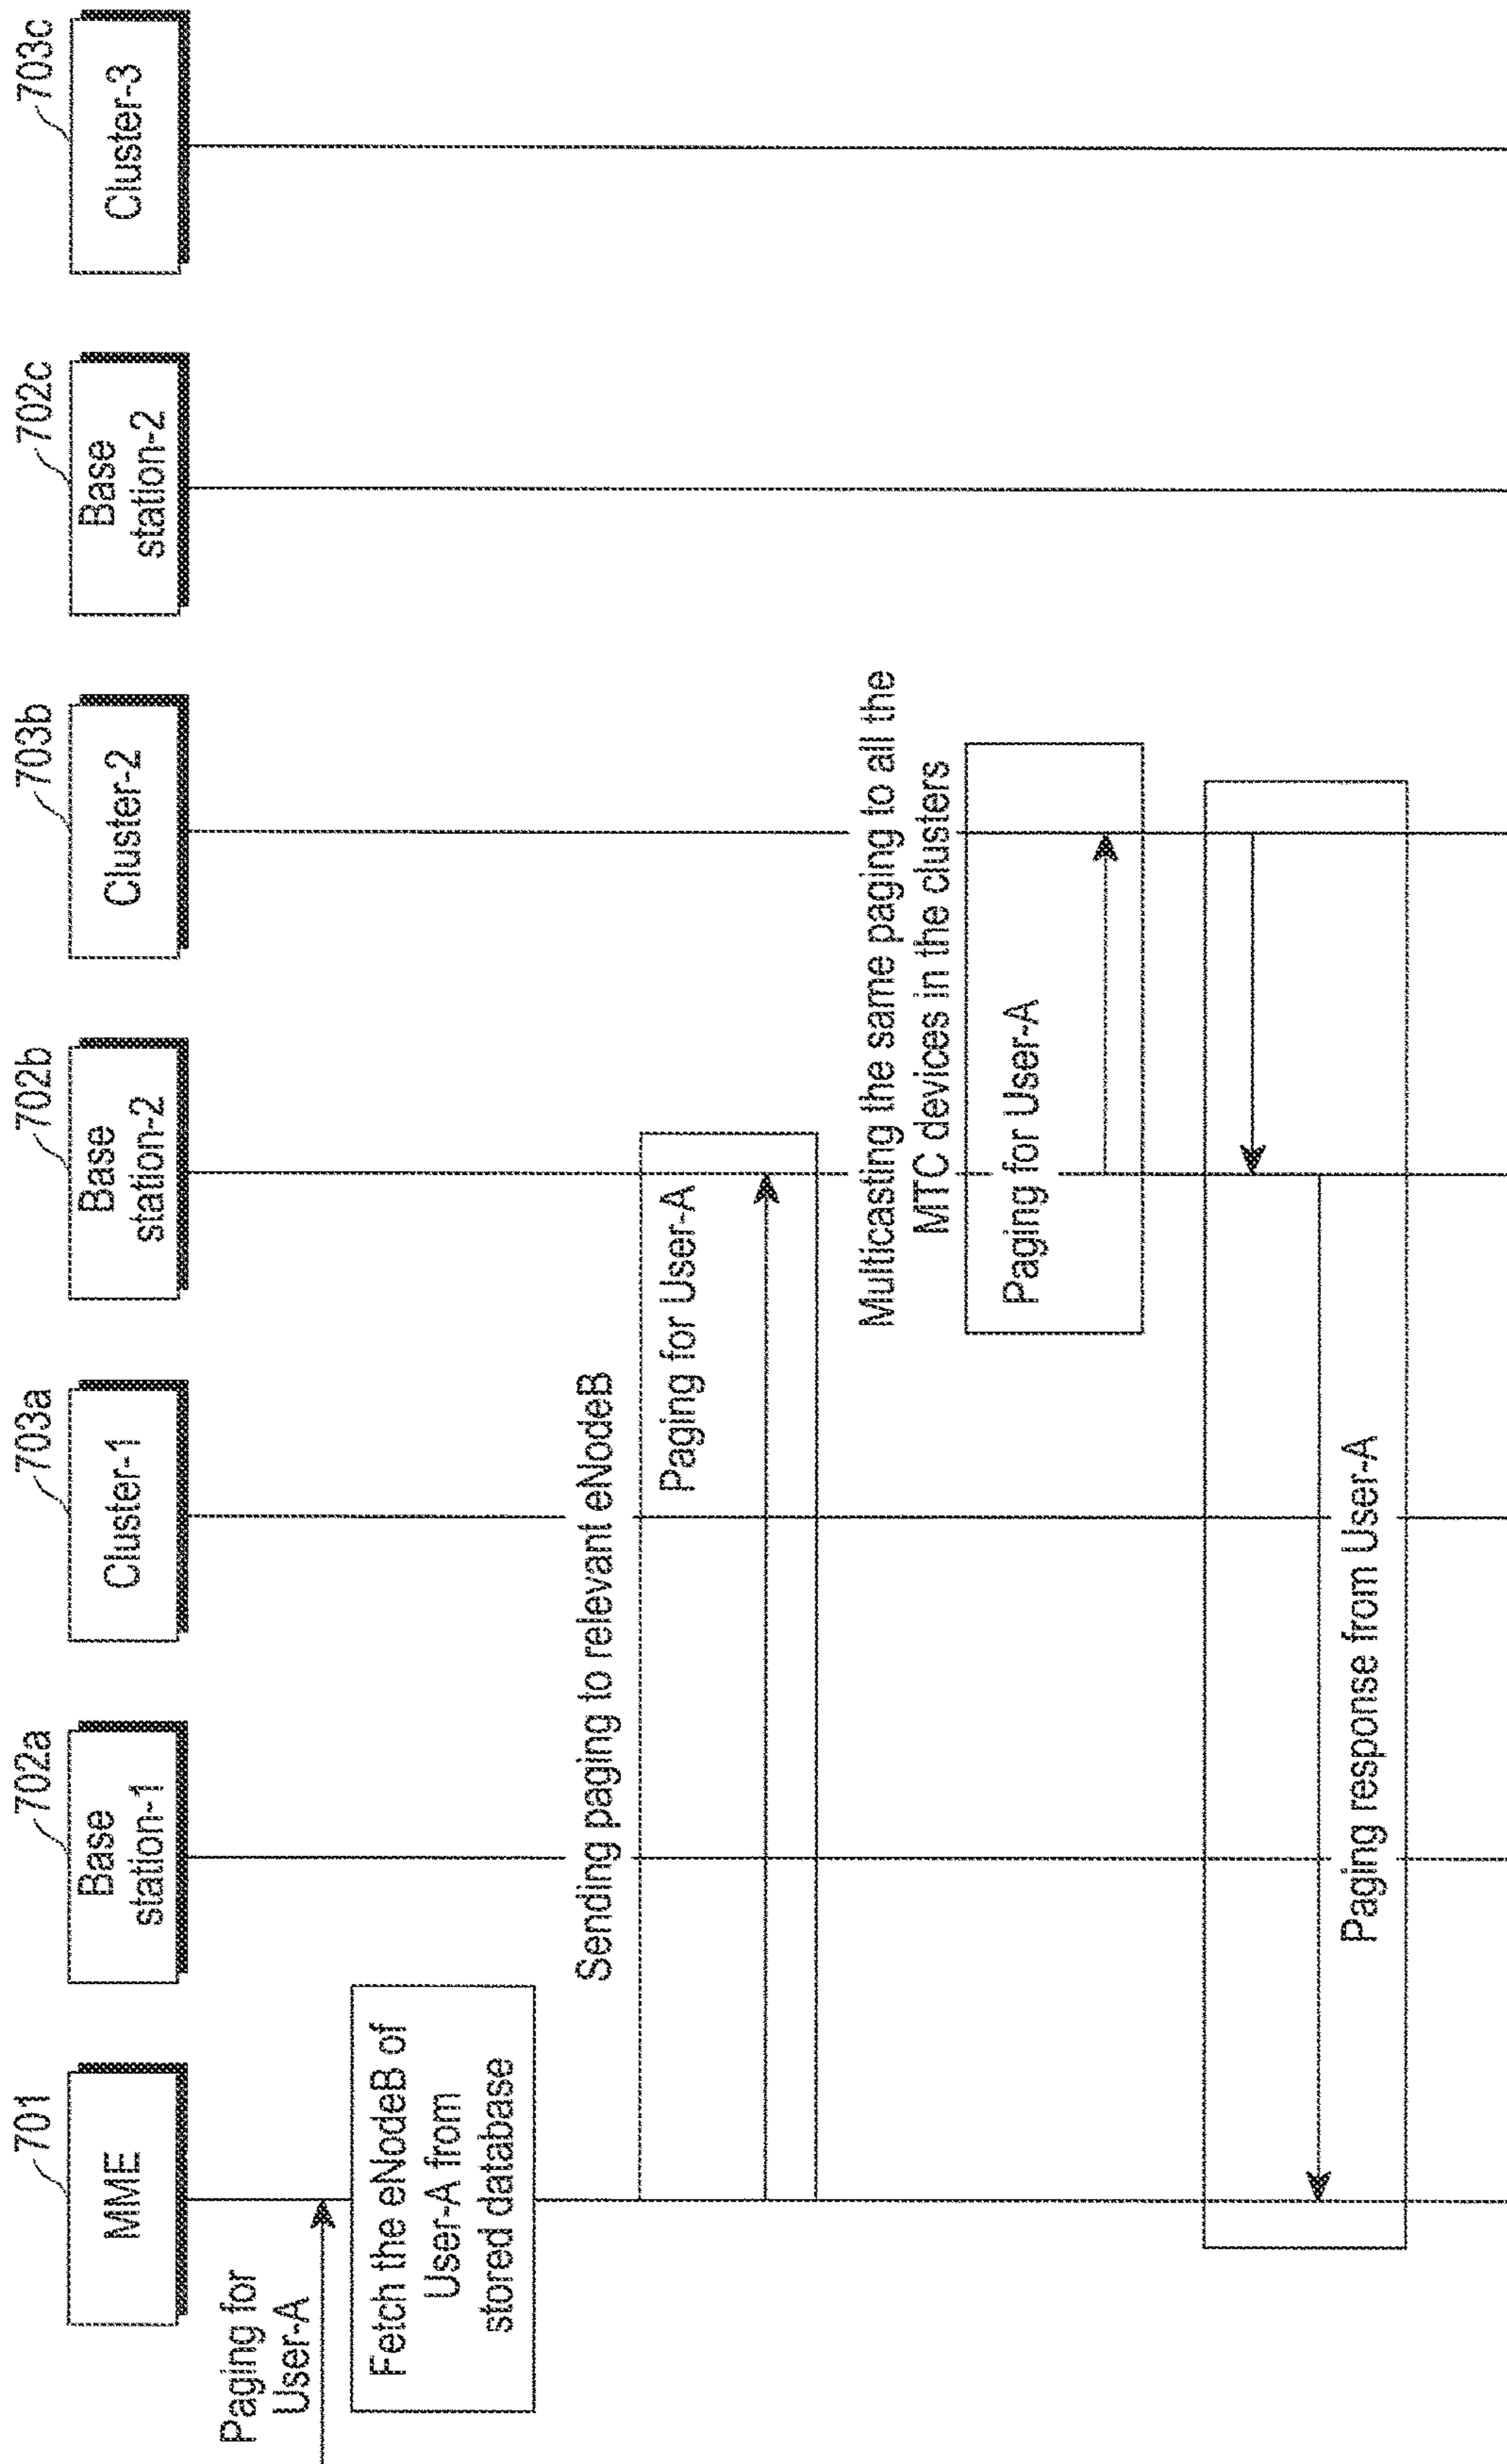 701
MME
702a
Base
station-1
703a
Cluster-1
702b
Base
station-2
703b
Cluster-2
702c
Base
station-2
703c
Cluster-3
Paging for
User-A
Fetch the eNodeB of
User-A from
stored database
Sending paging to relevant eNodeB
Paging for User-A
Multicasting the same paging to all the
MTC devices in the clusters
Paging for User-A
Paging response from User-A